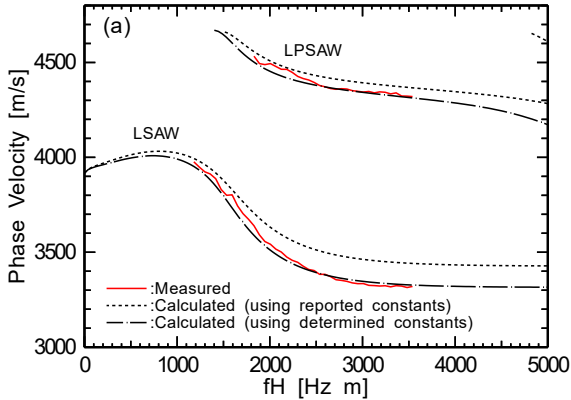 (a)
LPSAW
LSAW
4500
4000
3500
3000
Phase Velocity [m/s]
:Measured
:Calculated (using reported constants)
:Calculated (using determined constants)
0 1000 2000 3000 4000 5000
fH [Hz m]